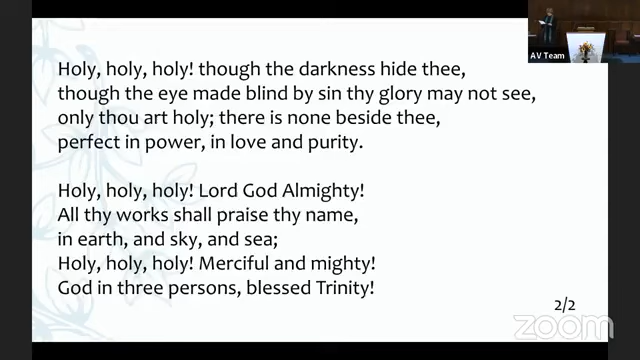 AV Team
Holy, holy, holy! though the darkness hide thee,
though the eye made blind by sin thy glory may not see,
only thou art holy; there is none beside thee,
perfect in power, in love and purity.
Holy, holy, holy! Lord God Almighty!
All thy works shall praise thy name,
in earth, and sky, and sea;
Holy, holy, holy! Merciful and mighty!
God in three persons, blessed Trinity!
2/2
zoom